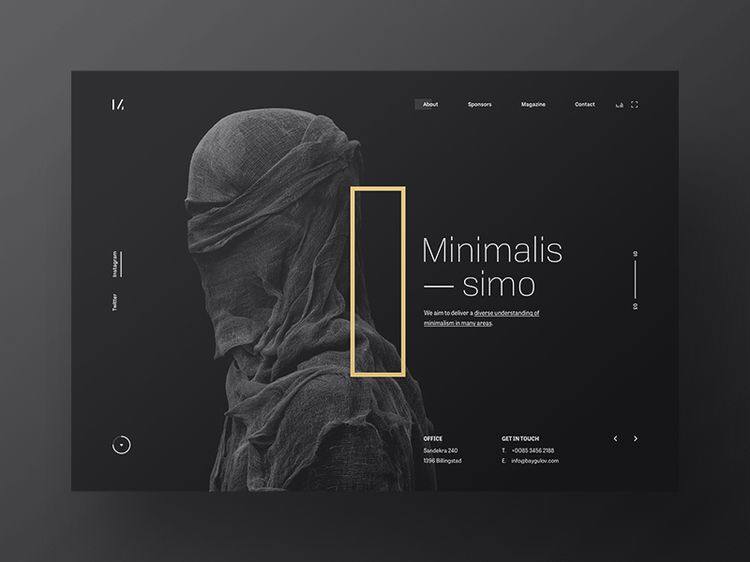 About Sponsors Magazine Contact
Instagram
Twitter
Minimalis
— simo
We aim to deliver a diverse understanding of
minimalism in many areas.
01
03
OFFICE
Sandekra 240
1396 Billingstad
GET IN TOUCH
T. +0085 3456 2188
E. info@baygulov.com